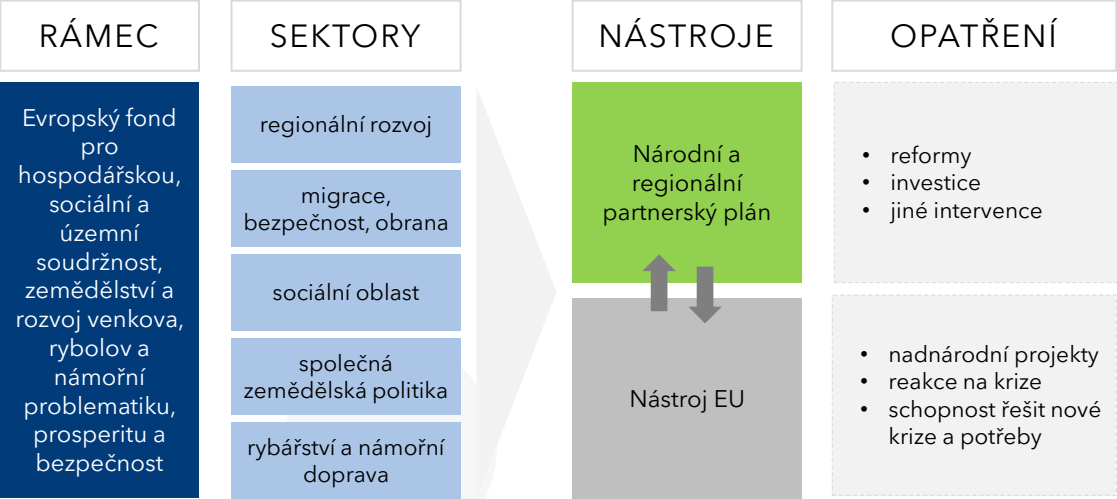 RÁMEC
Evropský fond
pro
hospodářskou,
sociální a
územní
soudržnost,
zemědělství a
rozvoj venkova,
rybolov a
námořní
problematiku,
prosperitu a
bezpečnost
SEKTORY
regionální rozvoj
migrace,
bezpečnost, obrana
sociální oblast
společná
zemědělská politika
rybářství a námořní
doprava
NÁSTROJE
Národní a
regionální
partnerský plán
Nástroj EU
OPATŘENÍ
• reformy
• investice
• jiné intervence
• nadnárodní projekty
• reakce na krize
• schopnost řešit nové
krize a potřeby